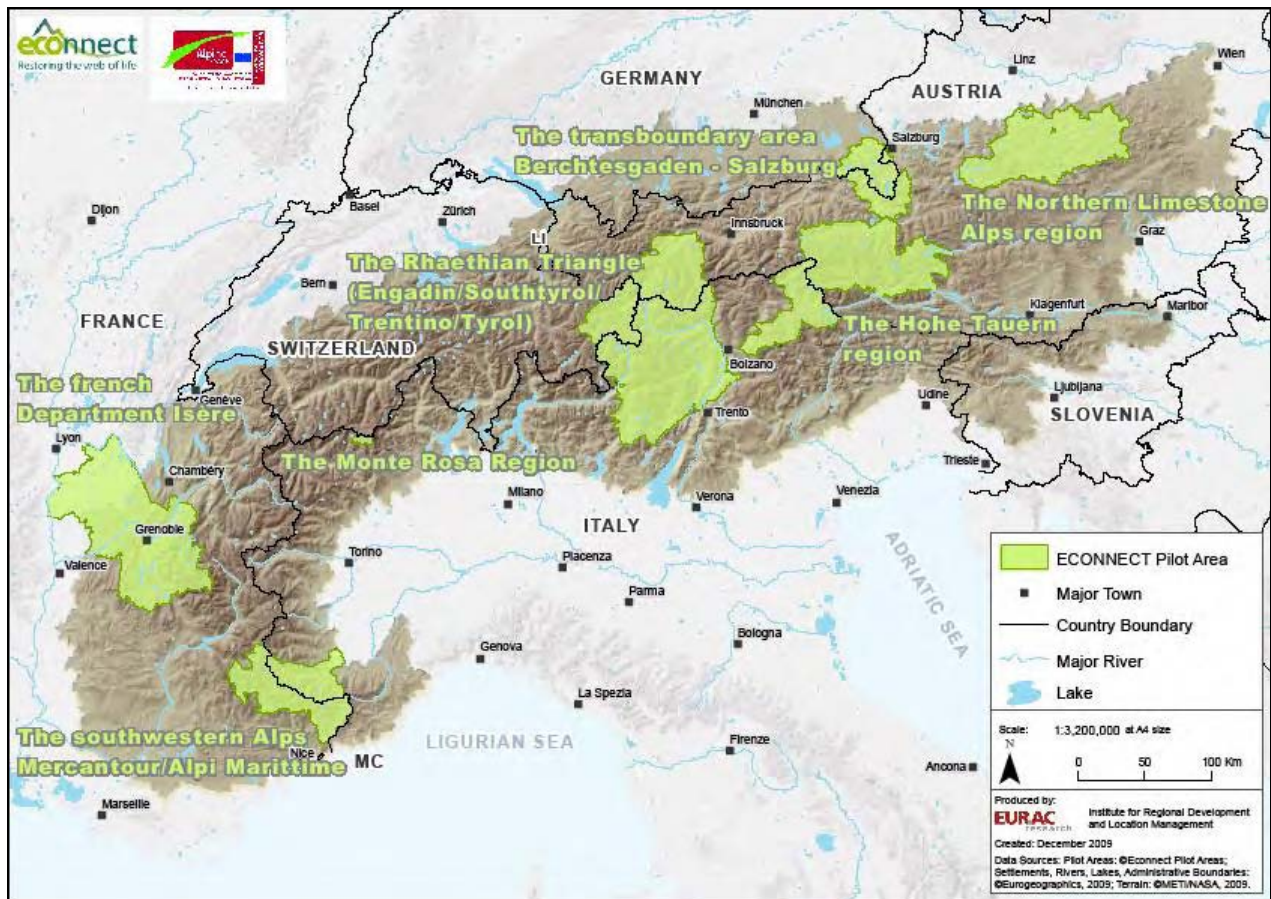 econnect
Restoring the web of life
Alpine
GERMANY
AUSTRIA
Linz
Wien
München
The transboundary area
Berchtesgaden - Salzburg
Salzburg
The Northern Limestone
Alps region
Graz
Dijon
Basel
Zürich
LI
Innsbruck
Bern
The Rhaethian Triangle
(Engadin/Southtyrol/
Trentino/Tyrol)
FRANCE
SWITZERLAND
Klagenfurt
Maribor
The Hohe Tauern
region
Bolzano
Genève
The french
Department Isère
Trento
Udine
Ljubljana
SLOVENIA
Lyon
Chambéry
The Monte Rosa Region
Trieste
Milano
Verona
Venezia
ITALY
Grenoble
Valence
Torino
Piacenza
Parma
ADRIATIC SEA
Bologna
Genova
La Spezia
The southwestern Alps
Mercantour/Alpi Marittime
Nice
MC
LIGURIAN SEA
Firenze
Ancona
Marseille
ECONNECT Pilot Area
Major Town
Country Boundary
Major River
Lake
Scale: 1:3,200,000 at A4 size
N
0 50 100 Km
Produced by:
EURAC
research
Institute for Regional Development
and Location Management
Created: December 2009
Data Sources: Pilot Areas: ©Econnect Pilot Areas;
Settlements, Rivers, Lakes, Administrative Boundaries:
©Eurogeographics, 2009; Terrain: ©METI/NASA, 2009.